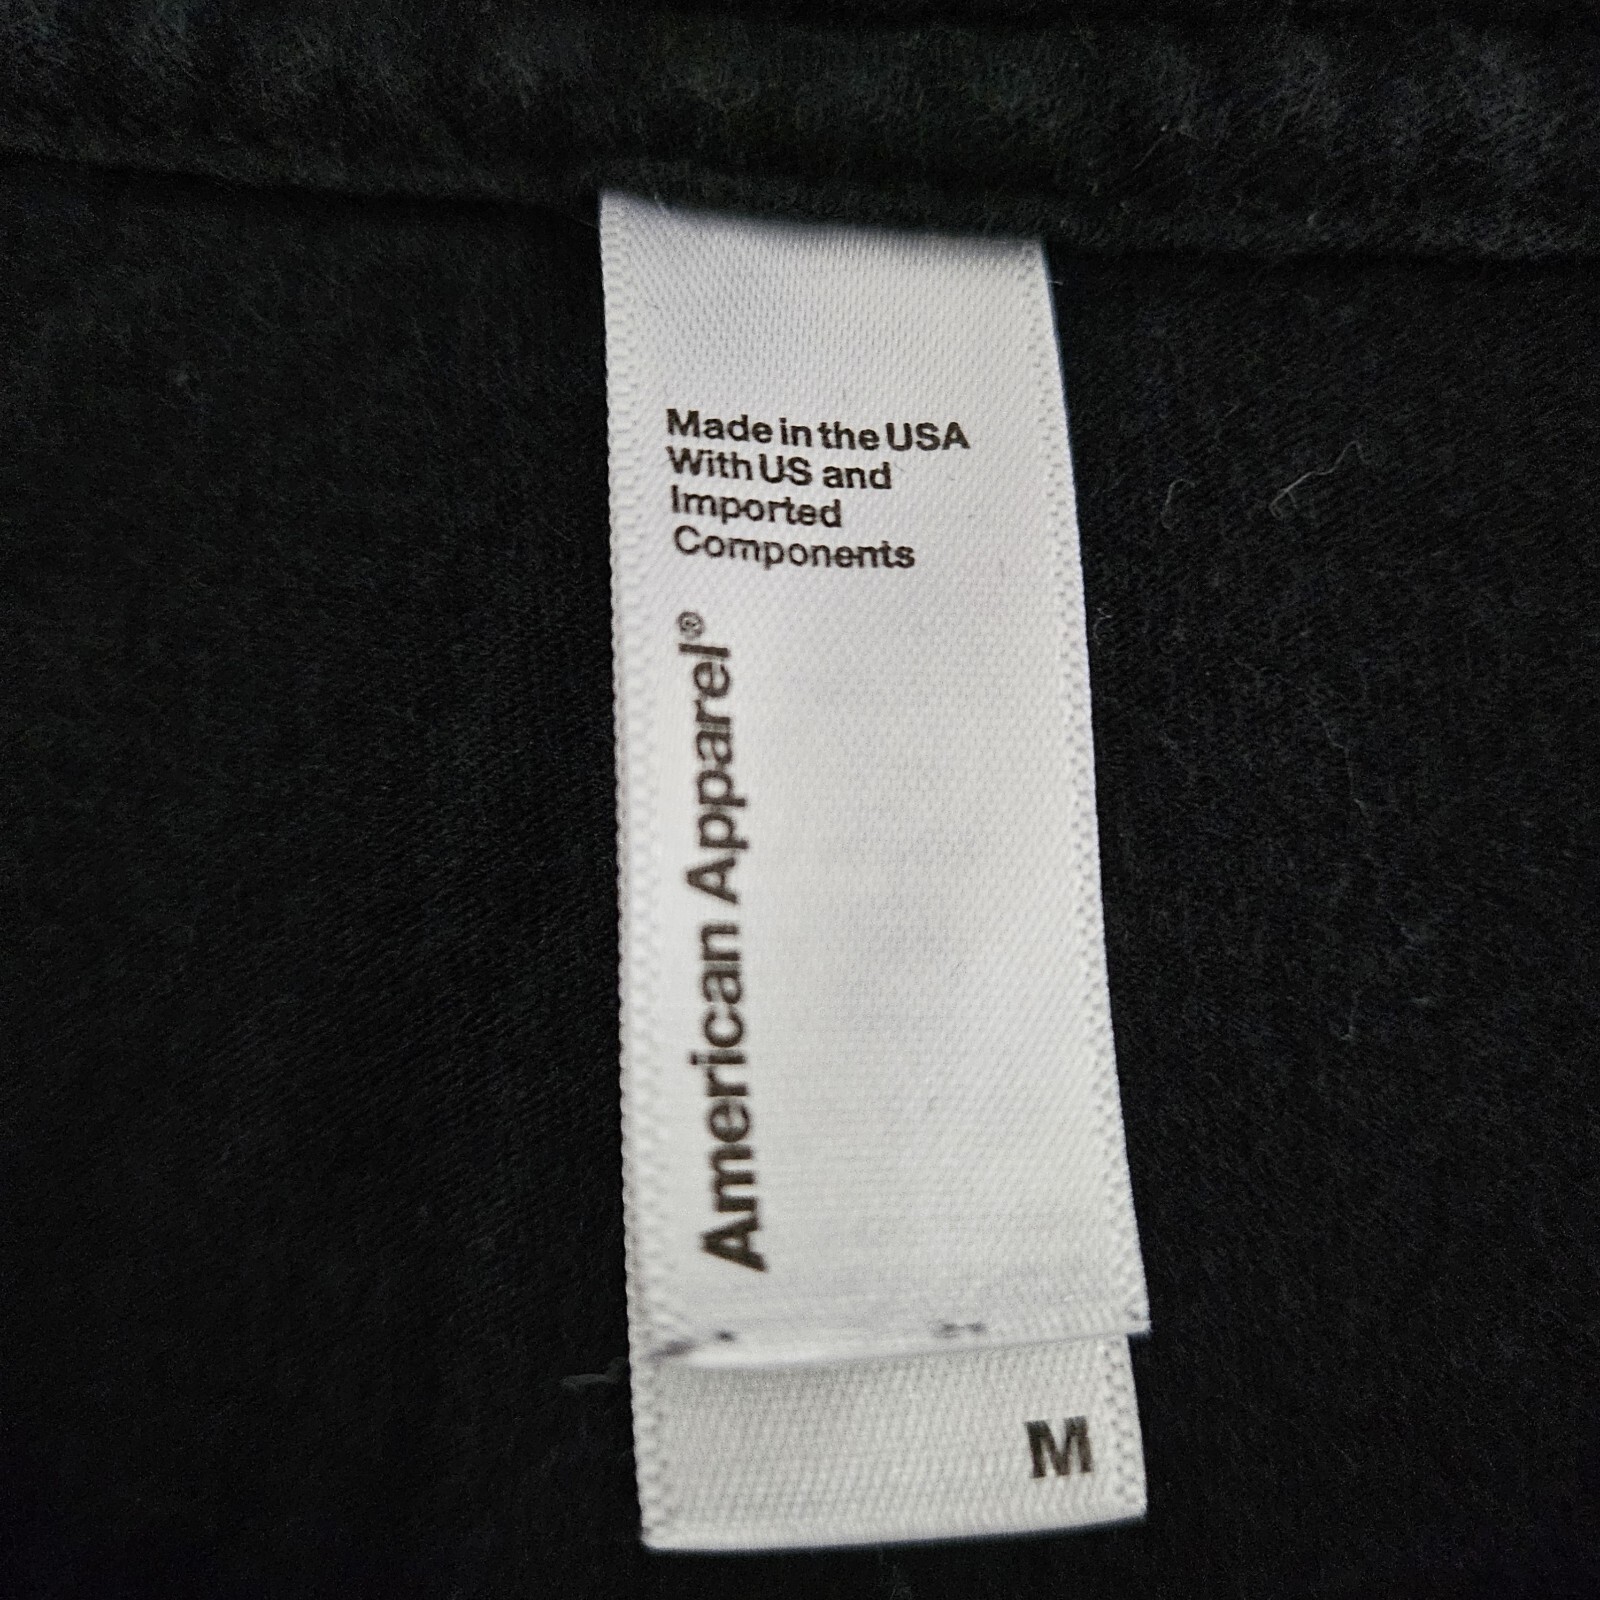 Made in the USA
With US and
Imported
Components
American Apparel®
M